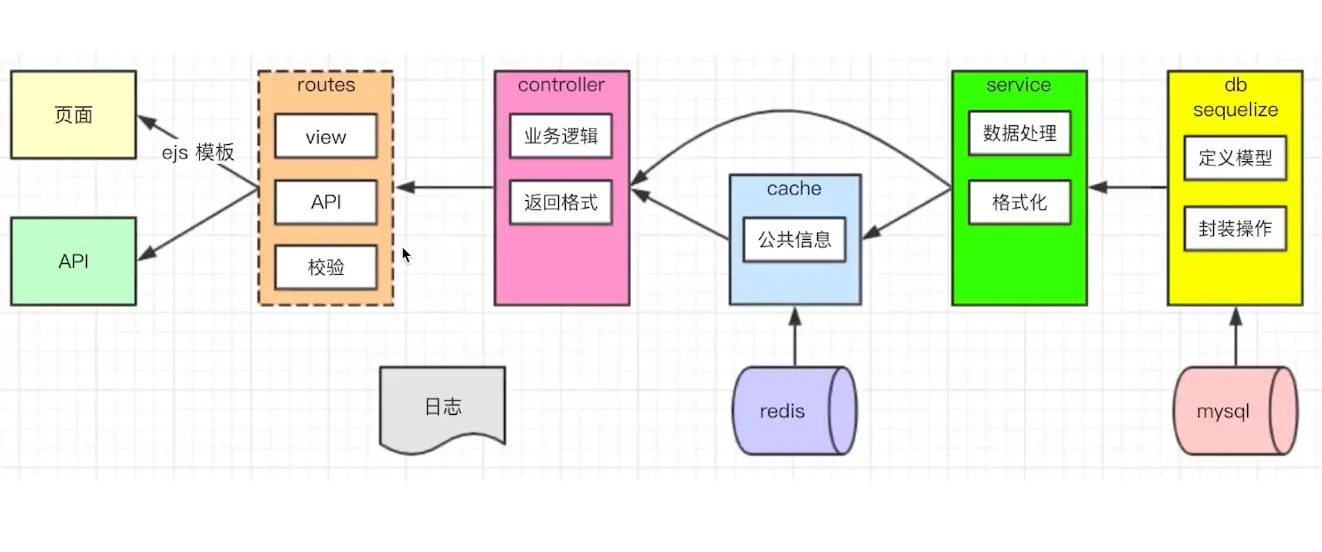 页面
API
ejs 模板
routes
view
API
校验
controller
业务逻辑
返回格式
cache
公共信息
service
数据处理
格式化
db
sequelize
定义模型
封装操作
日志
redis
mysql